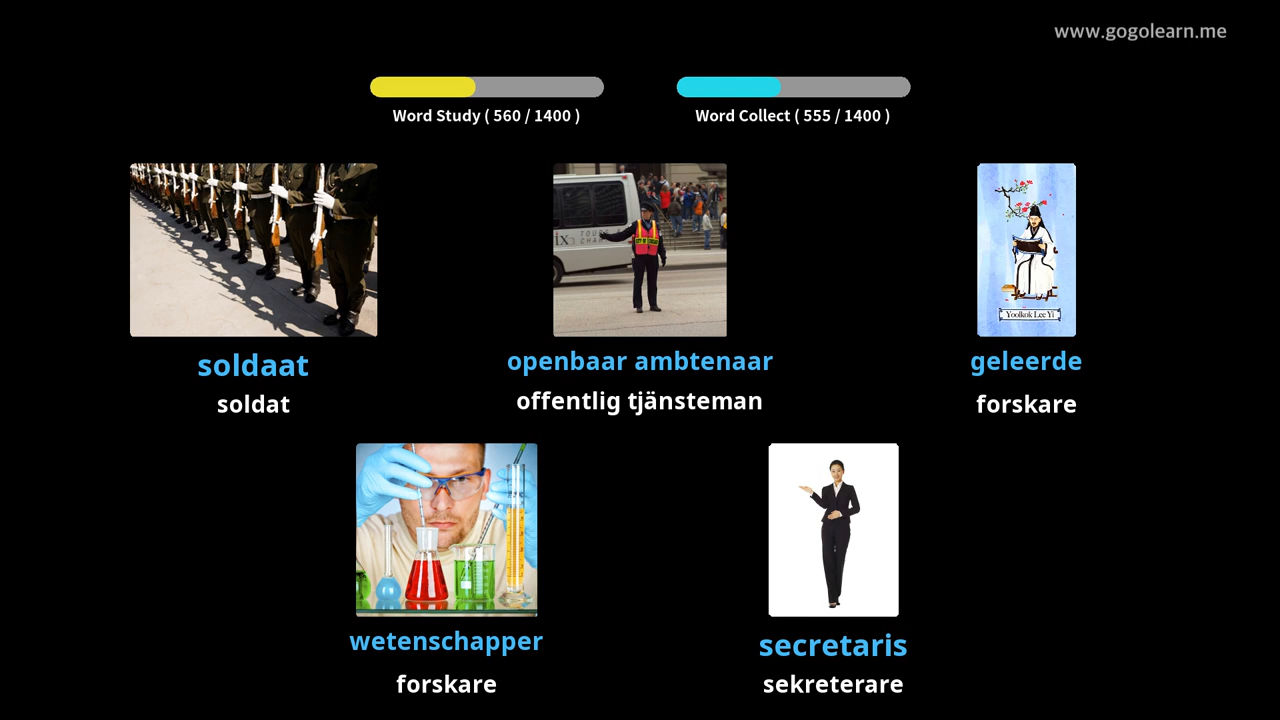 www.gogolearn.me
Word Study ( 560 / 1400 )
Word Collect ( 555 / 1400 )
soldaat
soldat
openbaar ambtenaar
offentlig tjänsteman
Yoolkok Lee Yi
geleerde
forskare
wetenschapper
forskare
secretaris
sekreterare